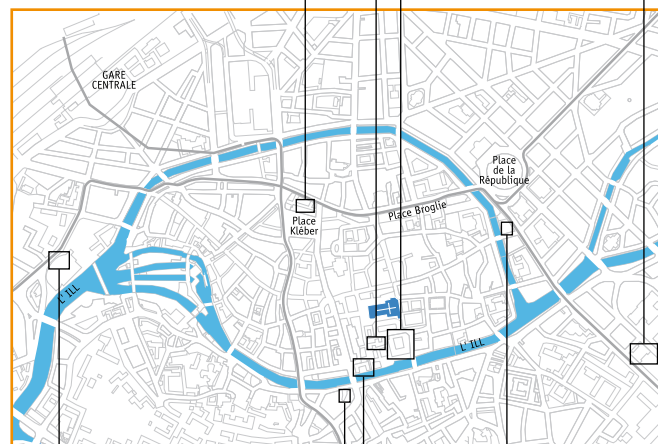 GARE
CENTRALE
Place
de la
République
Place Broglie
Place
Kléber
L'ILL
L'ILL